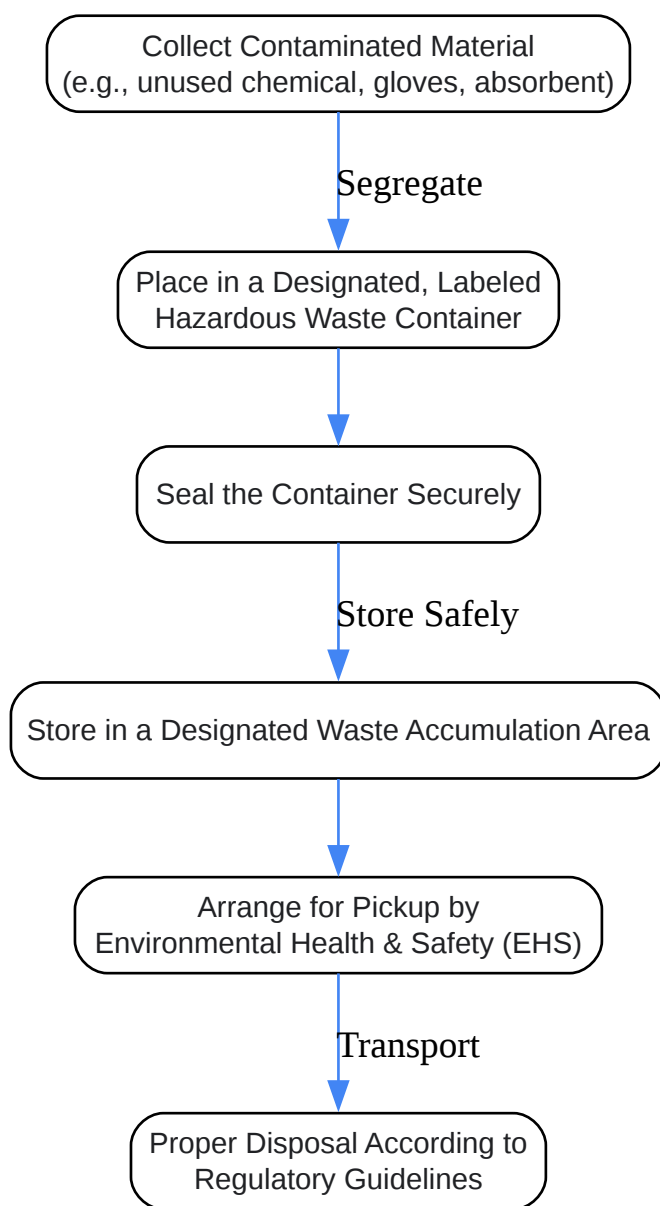 Collect Contaminated Material
(e.g., unused chemical, gloves, absorbent)
Segregate
Place in a Designated, Labeled
Hazardous Waste Container
Seal the Container Securely
Store Safely
Store in a Designated Waste Accumulation Area
Arrange for Pickup by
Environmental Health & Safety (EHS)
Transport
Proper Disposal According to
Regulatory Guidelines